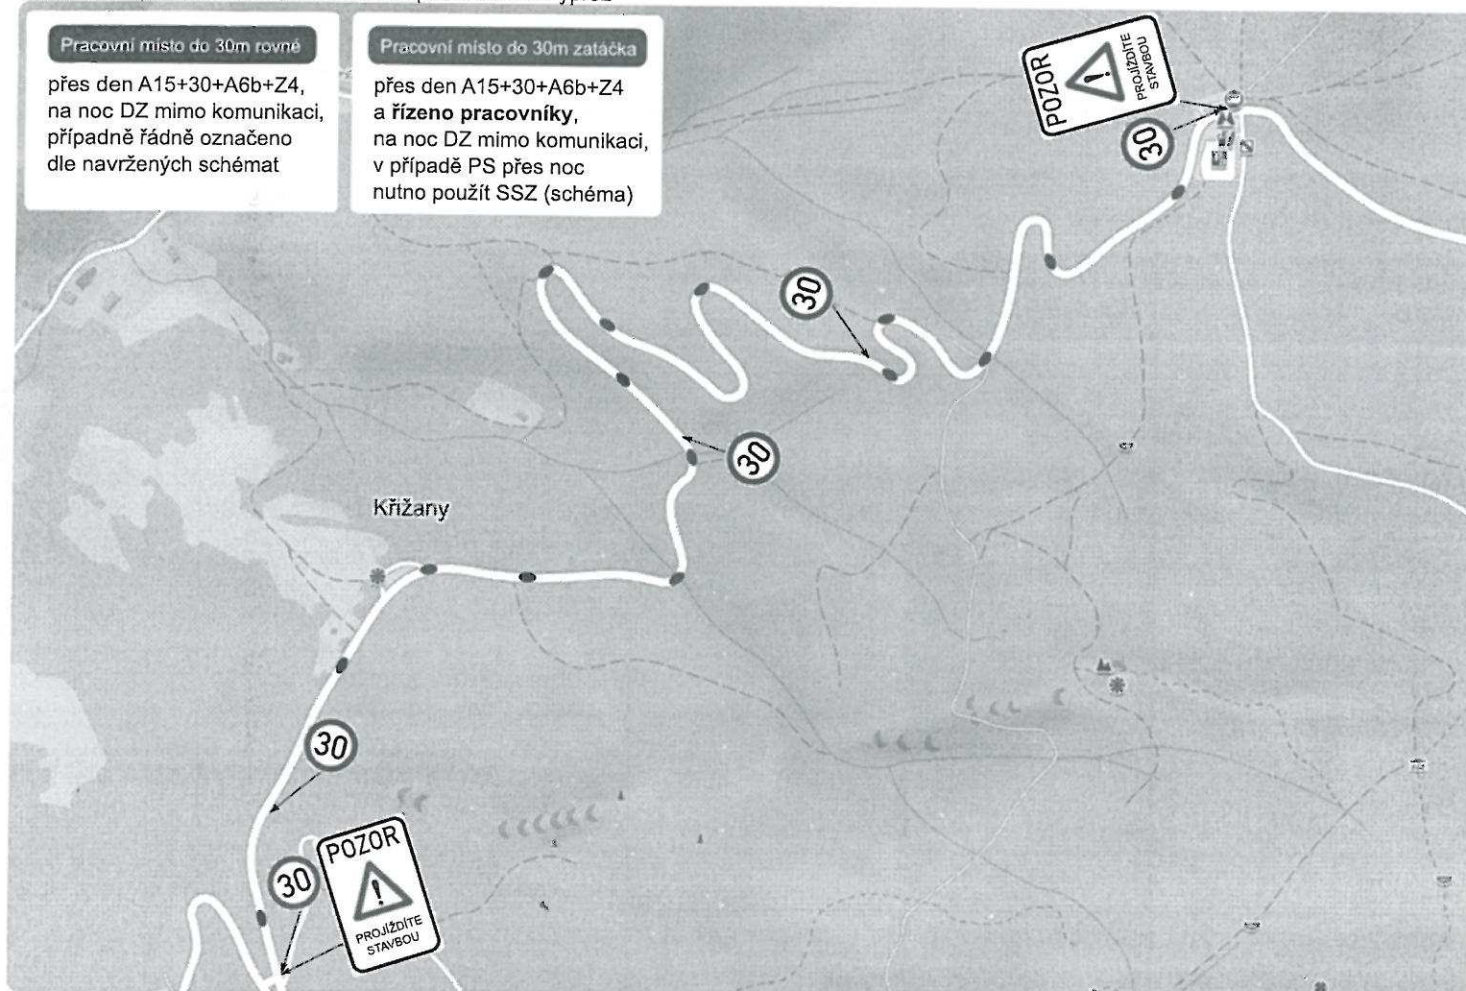 Pracovní místo do 30m rovné
přes den A15+30+A6b+Z4,
na noc DZ mimo komunikaci,
případně řádně označeno
dle navržených schémat
Pracovní místo do 30m zatáčka
přes den A15+30+A6b+Z4
a řízeno pracovníky,
na noc DZ mimo komunikaci,
v případě PS přes noc
nutno použít SSZ (schéma)
POZOR
PROJÍŽDÍTE
STAVBOU
30
30
30
Křižany
30
30
POZOR
PROJÍŽDÍTE
STAVBOU